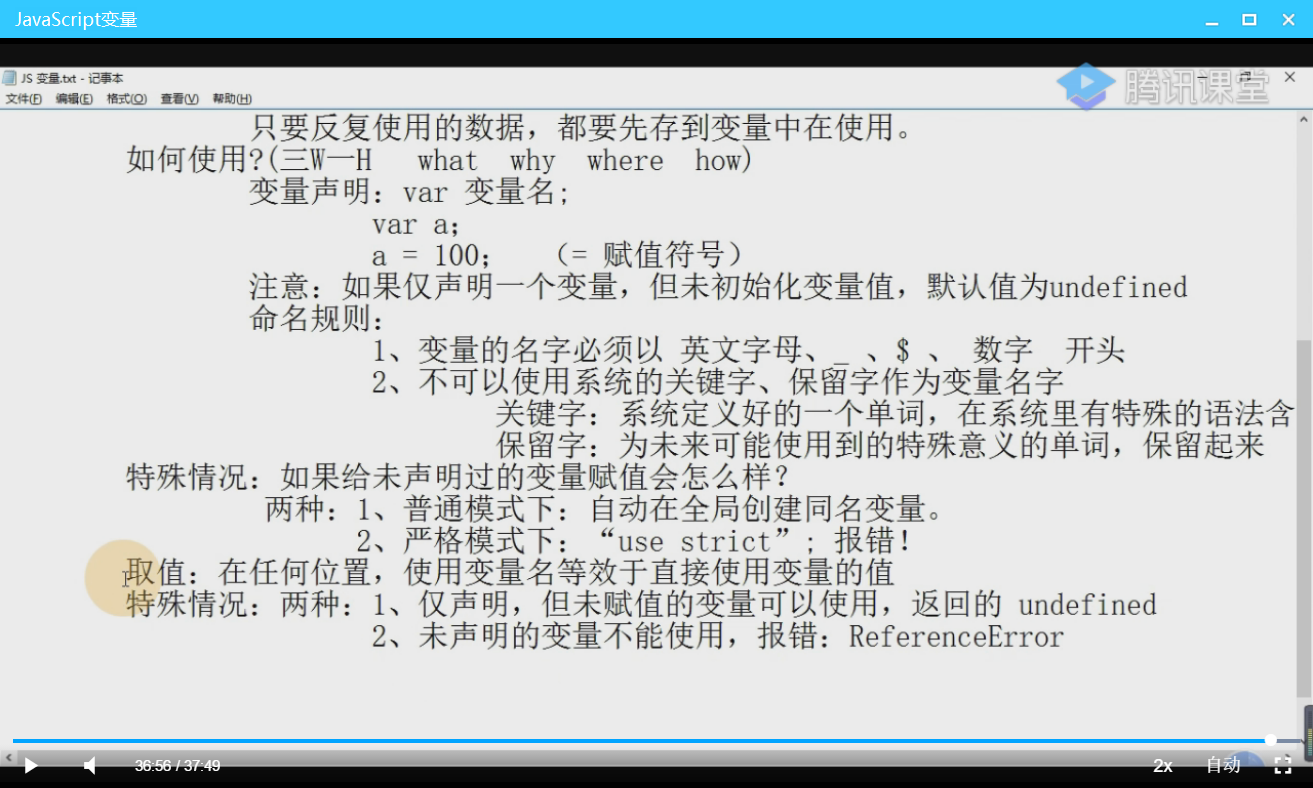 JavaScript变量
JS 变量.txt - 记事本
腾讯课堂
文件(F) 编辑(E) 格式(O) 查看(V) 帮助(H)
只要反复使用的数据，都要先存到变量中在使用。
如何使用?(三W一H what why where how)
变量声明：var 变量名;
var a;
a = 100; （= 赋值符号）
注意：如果仅声明一个变量，但未初始化变量值，默认值为undefined
命名规则：
1、变量的名字必须以 英文字母、_ 、$ 、 数字 开头
2、不可以使用系统的关键字、保留字作为变量名字
关键字：系统定义好的一个单词，在系统里有特殊的语法含
保留字：为未来可能使用到的特殊意义的单词，保留起来
特殊情况：如果给未声明过的变量赋值会怎么样？
两种：1、普通模式下：自动在全局创建同名变量。
2、严格模式下：“use strict”; 报错！
取值：在任何位置，使用变量名等效于直接使用变量的值
特殊情况：两种：1、仅声明，但未赋值的变量可以使用，返回的 undefined
2、未声明的变量不能使用，报错：ReferenceError
36:56 / 37:49
2x 自动